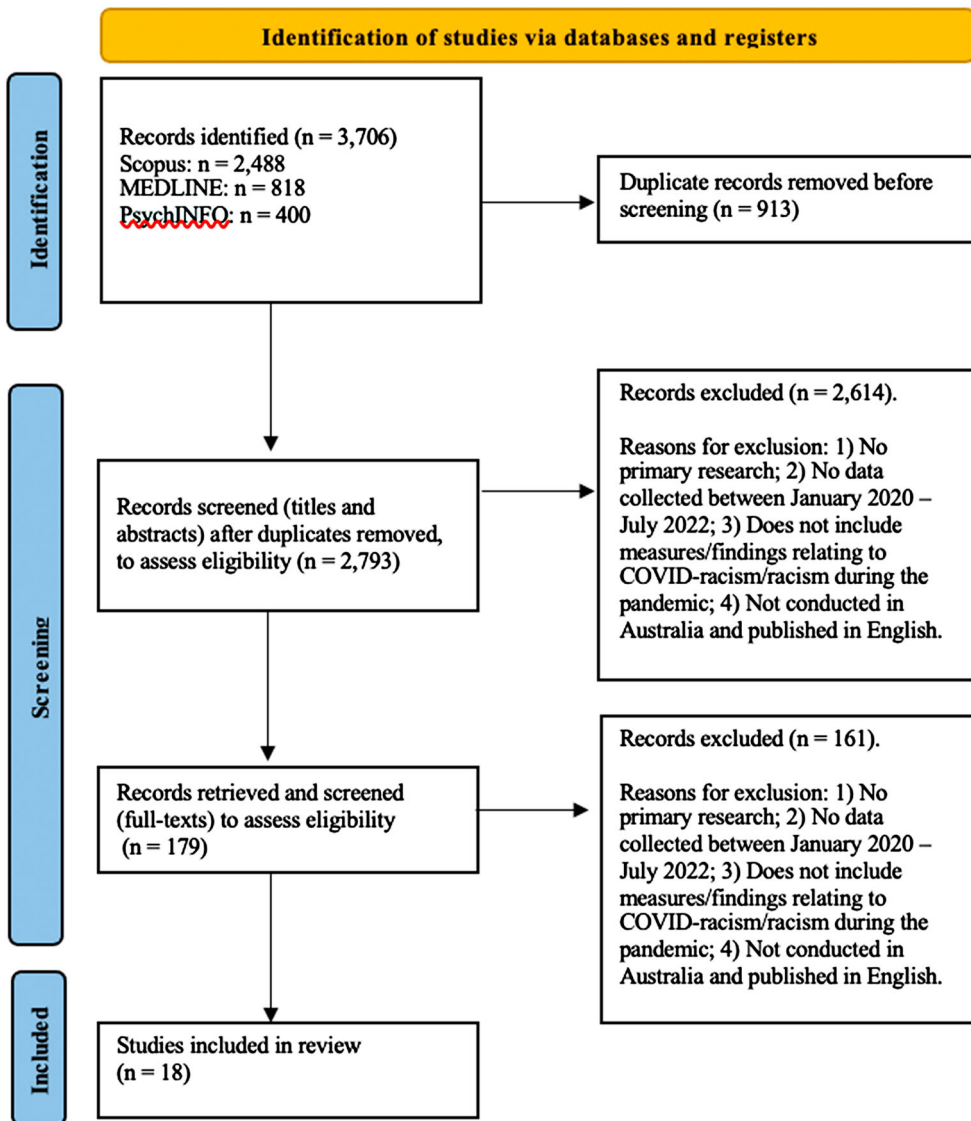 Identification of studies via databases and registers
Identification
Records identified (n = 3,706)
Scopus: n = 2,488
MEDLINE: n = 818
PsychINFO: n = 400
Duplicate records removed before
screening (n = 913)
Screening
Records screened (titles and
abstracts) after duplicates removed,
to assess eligibility (n = 2,793)
Records excluded (n = 2,614).
Reasons for exclusion: 1) No
primary research; 2) No data
collected between January 2020 –
July 2022; 3) Does not include
measures/findings relating to
COVID-racism/racism during the
pandemic; 4) Not conducted in
Australia and published in English.
Records retrieved and screened
(full-texts) to assess eligibility
(n = 179)
Records excluded (n = 161).
Reasons for exclusion: 1) No
primary research; 2) No data
collected between January 2020 –
July 2022; 3) Does not include
measures/findings relating to
COVID-racism/racism during the
pandemic; 4) Not conducted in
Australia and published in English.
Included
Studies included in review
(n = 18)